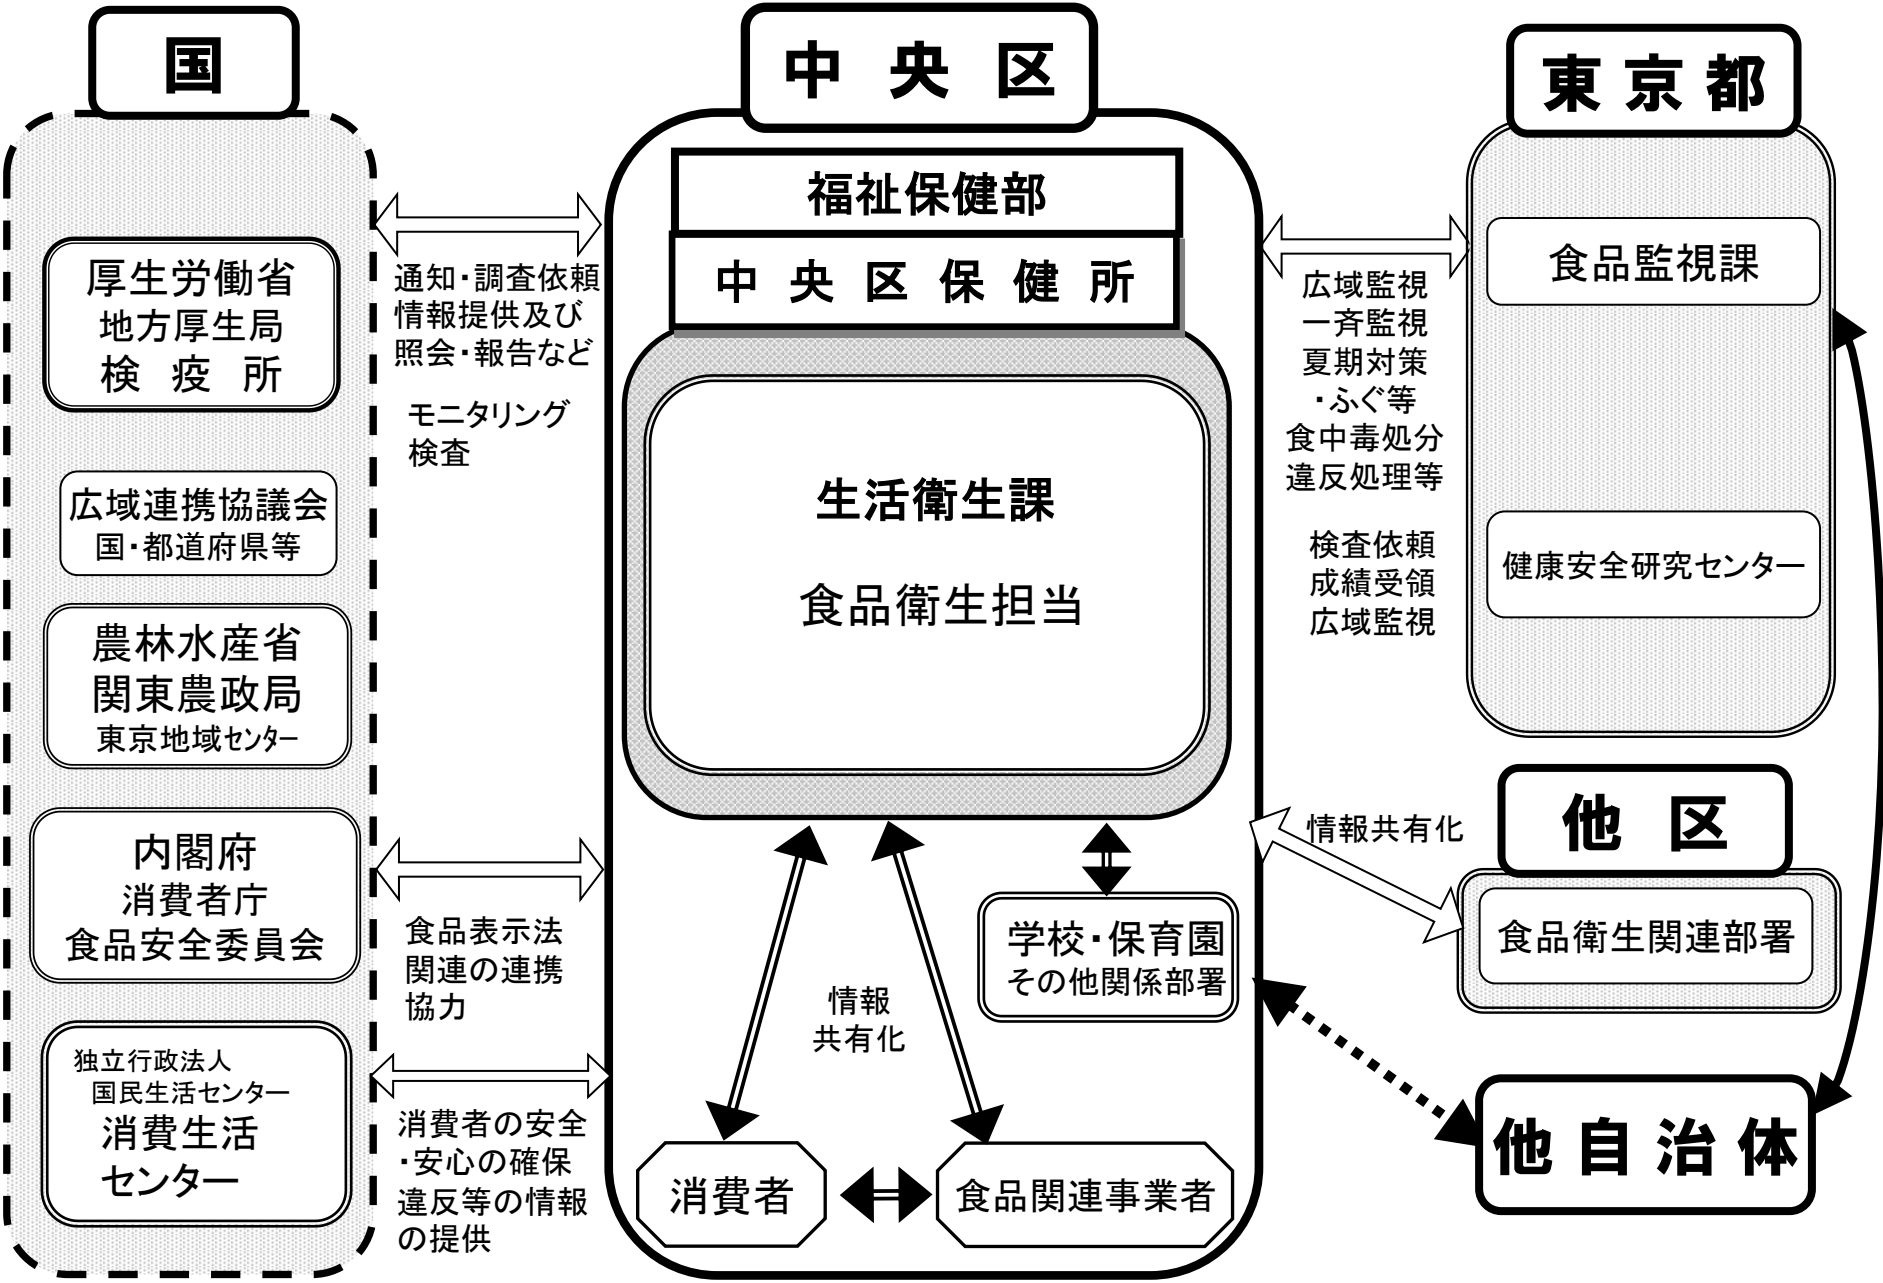 国
厚生労働省
地方厚生局
検 疫 所
広域連携協議会
国・都道府県等
農林水産省
関東農政局
東京地域センター
内閣府
消費者庁
食品安全委員会
独立行政法人
国民生活センター
消費生活
センター
通知・調査依頼
情報提供及び
照会・報告など
モニタリング
検査
食品表示法
関連の連携
協力
消費者の安全
・安心の確保
違反等の情報
の提供
中 央 区
福祉保健部
中 央 区 保 健 所
生活衛生課
食品衛生担当
学校・保育園
その他関係部署
情報
共有化
消費者
食品関連事業者
広域監視
一斉監視
夏期対策
・ふぐ等
食中毒処分
違反処理等
検査依頼
成績受領
広域監視
情報共有化
東 京 都
食品監視課
健康安全研究センター
他 区
食品衛生関連部署
他 自 治 体